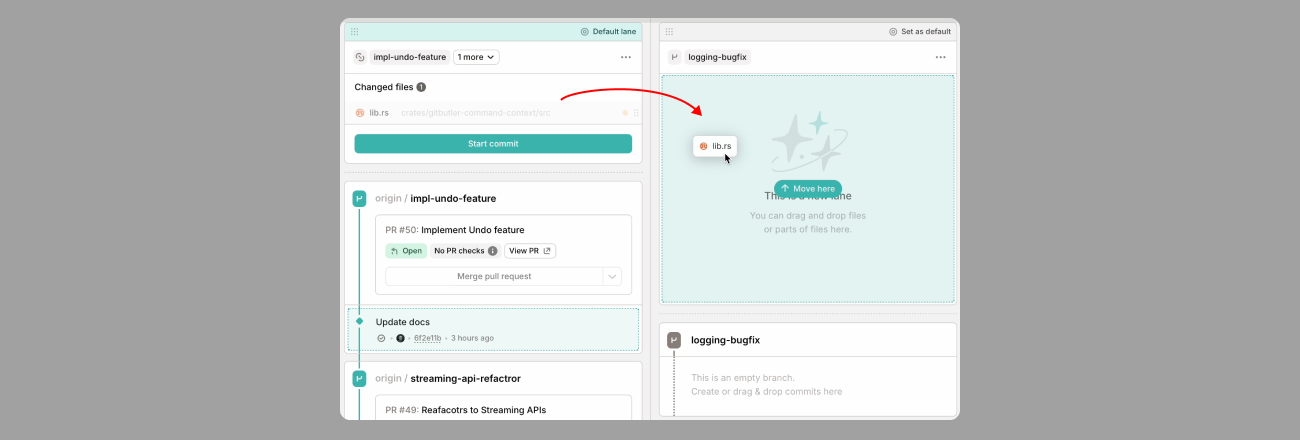 Default lane
impl-undo-feature 1 more
Changed files 1
lib.rs crates/gitbutler-command-context/src
Start commit
origin / impl-undo-feature
PR #50: Implement Undo feature
Open No PR checks View PR
Merge pull request
Update docs
6f2e11b 3 hours ago
origin / streaming-api-refactror
PR #49: Reafacotrs to Streaming APIs
Set as default
logging-bugfix
lib.rs
Move here
This is a new lane
You can drag and drop files
or parts of files here.
logging-bugfix
This is an empty branch.
Create or drag & drop commits here